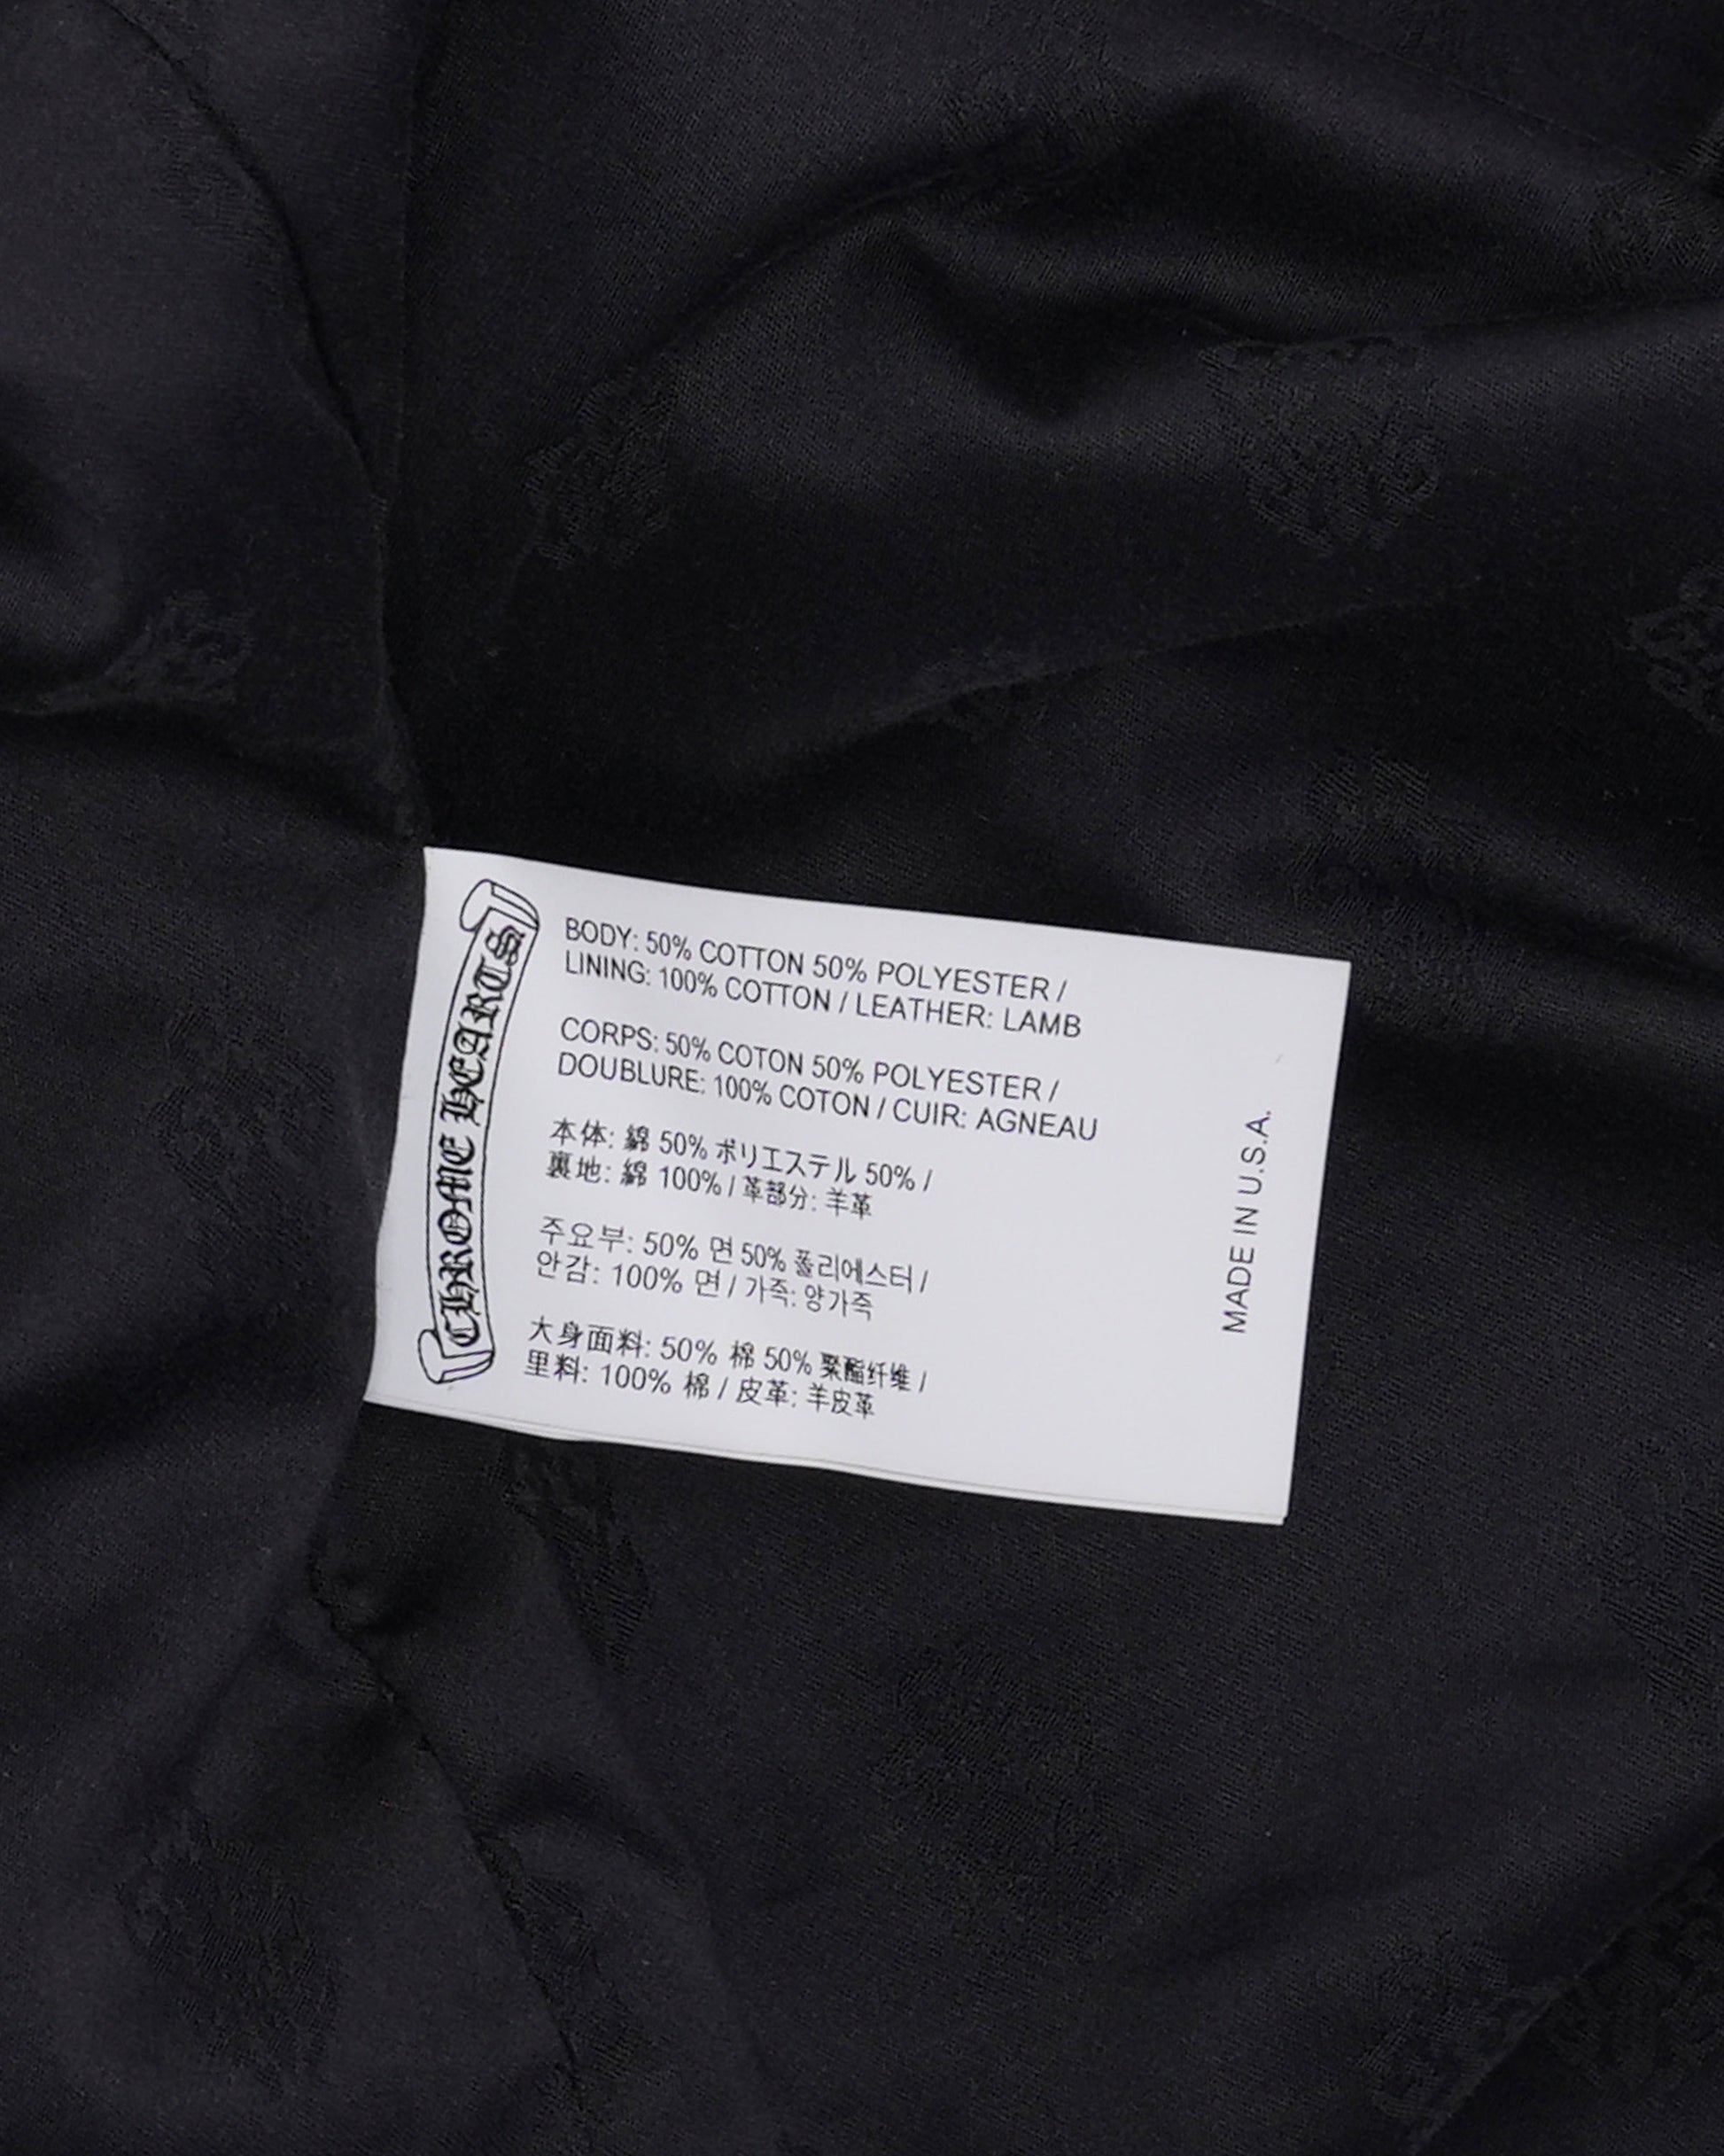 CHROME HEARTS
BODY: 50% COTTON 50% POLYESTER /
LINING: 100% COTTON / LEATHER: LAMB
CORPS: 50% COTON 50% POLYESTER /
DOUBLURE: 100% COTON / CUIR: AGNEAU
本体: 綿 50% ポリエステル 50% /
裏地: 綿 100% / 革部分: 羊革
주요부: 50% 면 50% 폴리에스터 /
안감: 100% 면 / 가죽: 양가죽
大身面料: 50% 棉 50% 聚酯纤维 /
里料: 100% 棉 / 皮革: 羊皮革
MADE IN U.S.A.